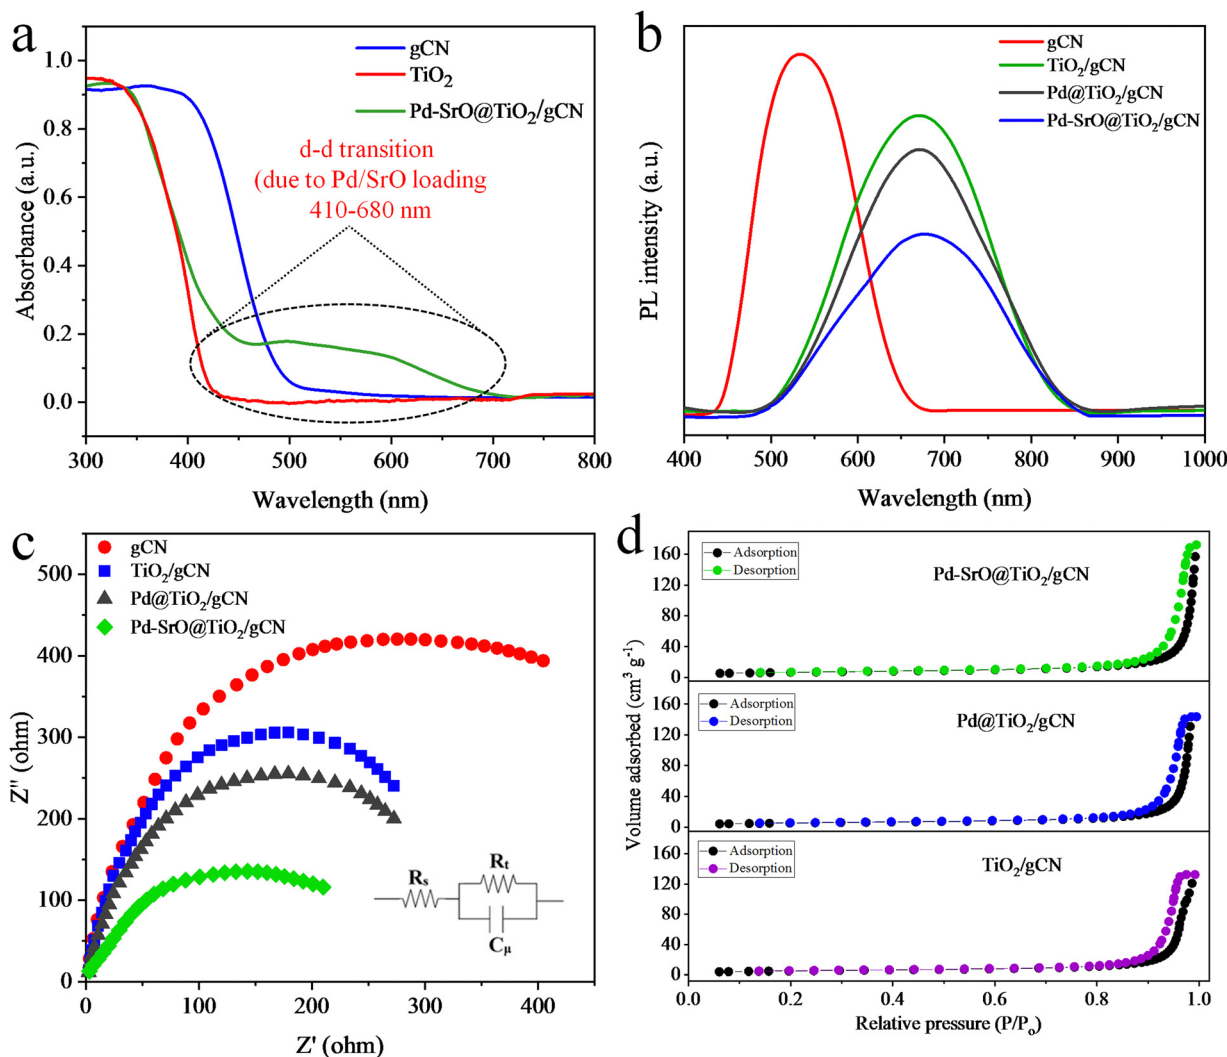 a
gCN
TiO₂
Pd-SrO@TiO₂/gCN
d-d transition
(due to Pd/SrO loading
410-680 nm
1.0
0.8
0.6
0.4
0.2
0.0
Absorbance (a.u.)
300 400 500 600 700 800
Wavelength (nm)
b
gCN
TiO₂/gCN
Pd@TiO₂/gCN
Pd-SrO@TiO₂/gCN
PL intensity (a.u.)
400 500 600 700 800 900 1000
Wavelength (nm)
c
gCN
TiO₂/gCN
Pd@TiO₂/gCN
Pd-SrO@TiO₂/gCN
500
400
300
200
100
0
Z'' (ohm)
Rₛ
Rₜ
Cμ
0 100 200 300 400
Z' (ohm)
d
Adsorption
Desorption
Pd-SrO@TiO₂/gCN
160
120
80
40
0
Adsorption
Desorption
Pd@TiO₂/gCN
160
120
80
40
0
Adsorption
Desorption
TiO₂/gCN
160
120
80
40
0
Volume adsorbed (cm³ g⁻¹)
0.0 0.2 0.4 0.6 0.8 1.0
Relative pressure (P/Pₒ)